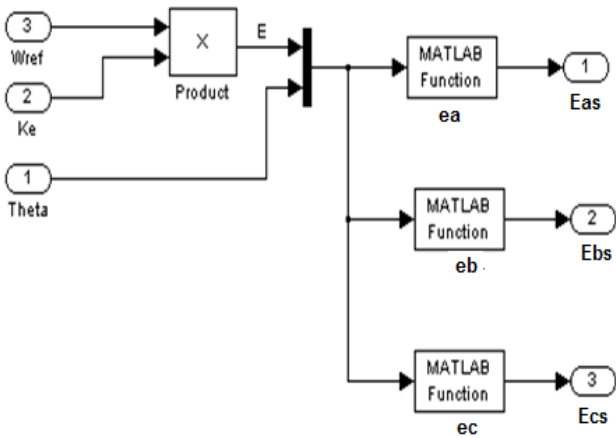 3
Wref
X
E
Product
2
Ke
1
Theta
MATLAB
Function
ea
1
Eas
MATLAB
Function
eb
2
Ebs
MATLAB
Function
ec
3
Ecs